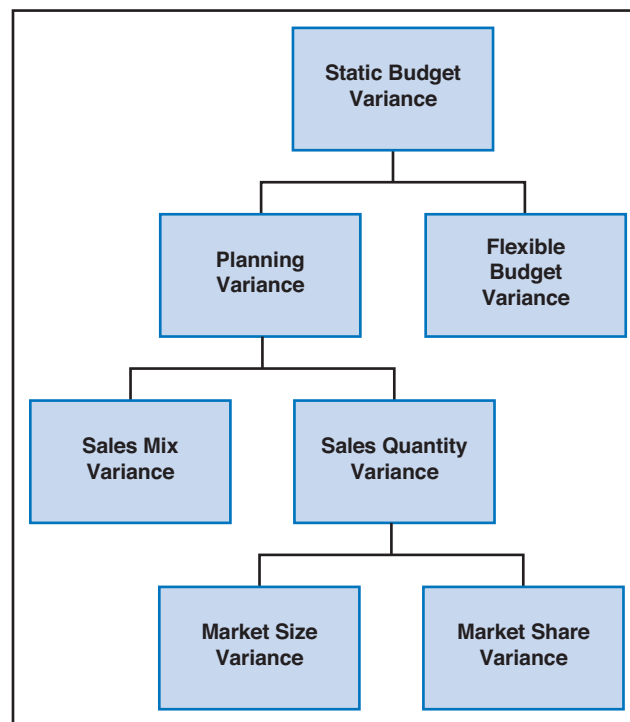 Static Budget
Variance
Planning
Variance
Flexible
Budget
Variance
Sales Mix
Variance
Sales Quantity
Variance
Market Size
Variance
Market Share
Variance